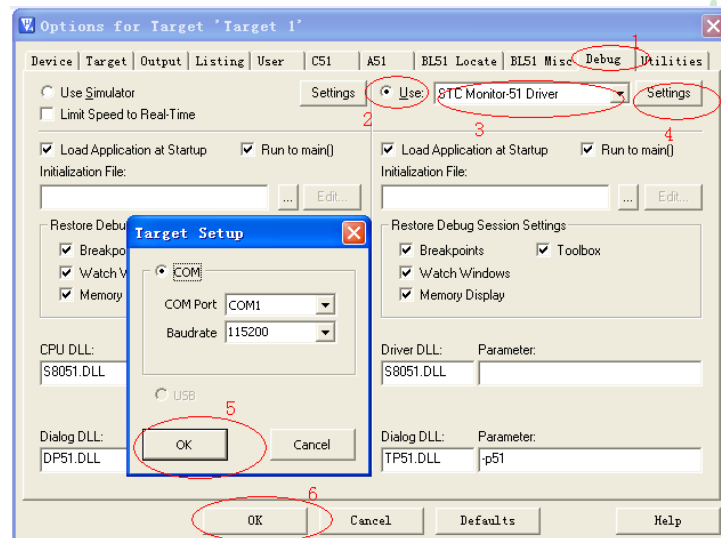 Options for Target 'Target 1'
1
Device Target Output Listing User C51 A51 BL51 Locate BL51 Misc Debug Utilities
Use Simulator Settings Use: STC Monitor-51 Driver Settings
Limit Speed to Real-Time 2 3 4
Load Application at Startup Run to main() Load Application at Startup Run to main()
Initialization File: Initialization File:
... Edit... ... Edit...
Restore Debu Restore Debug Session Settings
Target Setup
Breakpo Breakpoints Toolbox
Watch W Watch Windows
Memory Memory Display
COM
COM Port COM1
Baudrate 115200
CPU DLL: Driver DLL: Parameter:
S8051.DLL S8051.DLL
USB
5
OK Cancel
Dialog DLL: Dialog DLL: Parameter:
DP51.DLL TP51.DLL -p51
6
OK Cancel Defaults Help